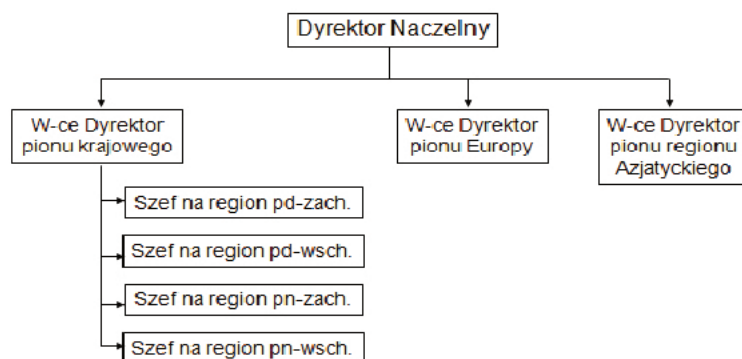 Dyrektor Naczelny
W-ce Dyrektor
pionu krajowego
W-ce Dyrektor
pionu Europy
W-ce Dyrektor
pionu regionu
Azjatyckiego
Szef na region pd-zach.
Szef na region pd-wsch.
Szef na region pn-zach.
Szef na region pn-wsch.